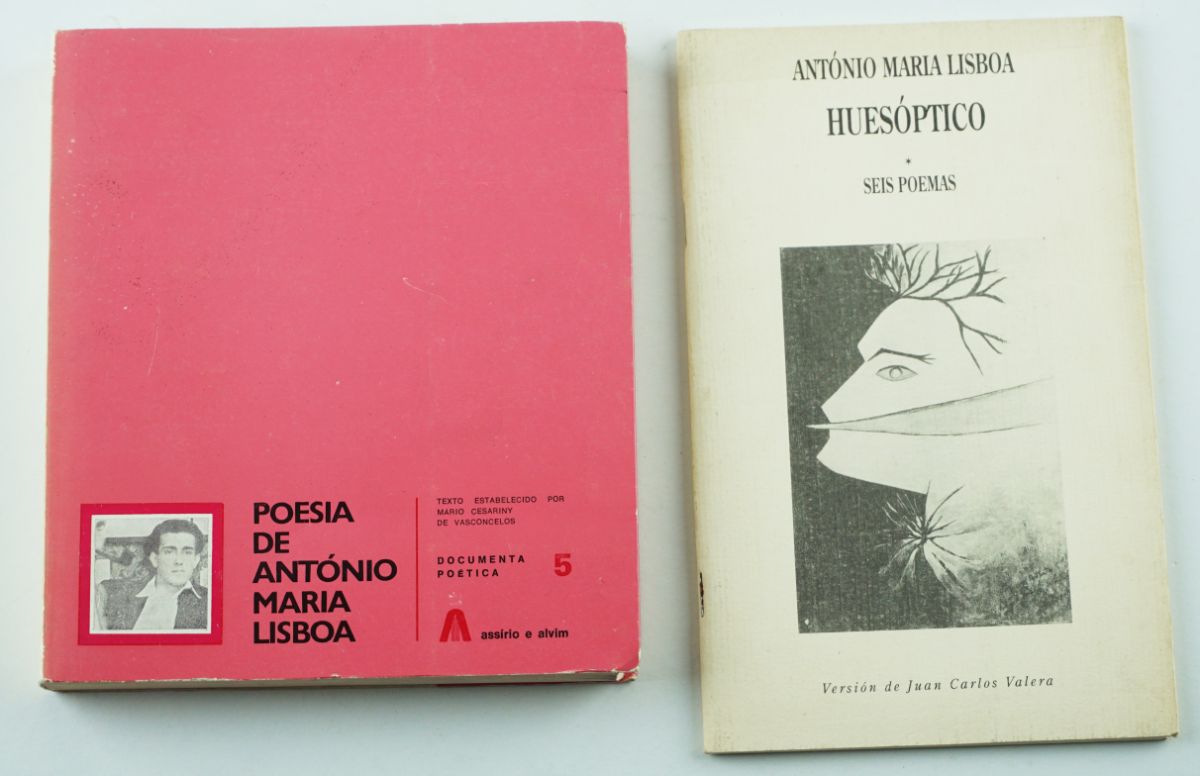 POESIA
DE
ANTÓNIO
MARIA
LISBOA
TEXTO ESTABELECIDO POR
MARIO CESARINY
DE VASCONCELOS
DOCUMENTA
POÉTICA 5
assírio e alvim
ANTÓNIO MARIA LISBOA
HUESÓPTICO
*
SEIS POEMAS
Versión de Juan Carlos Valera